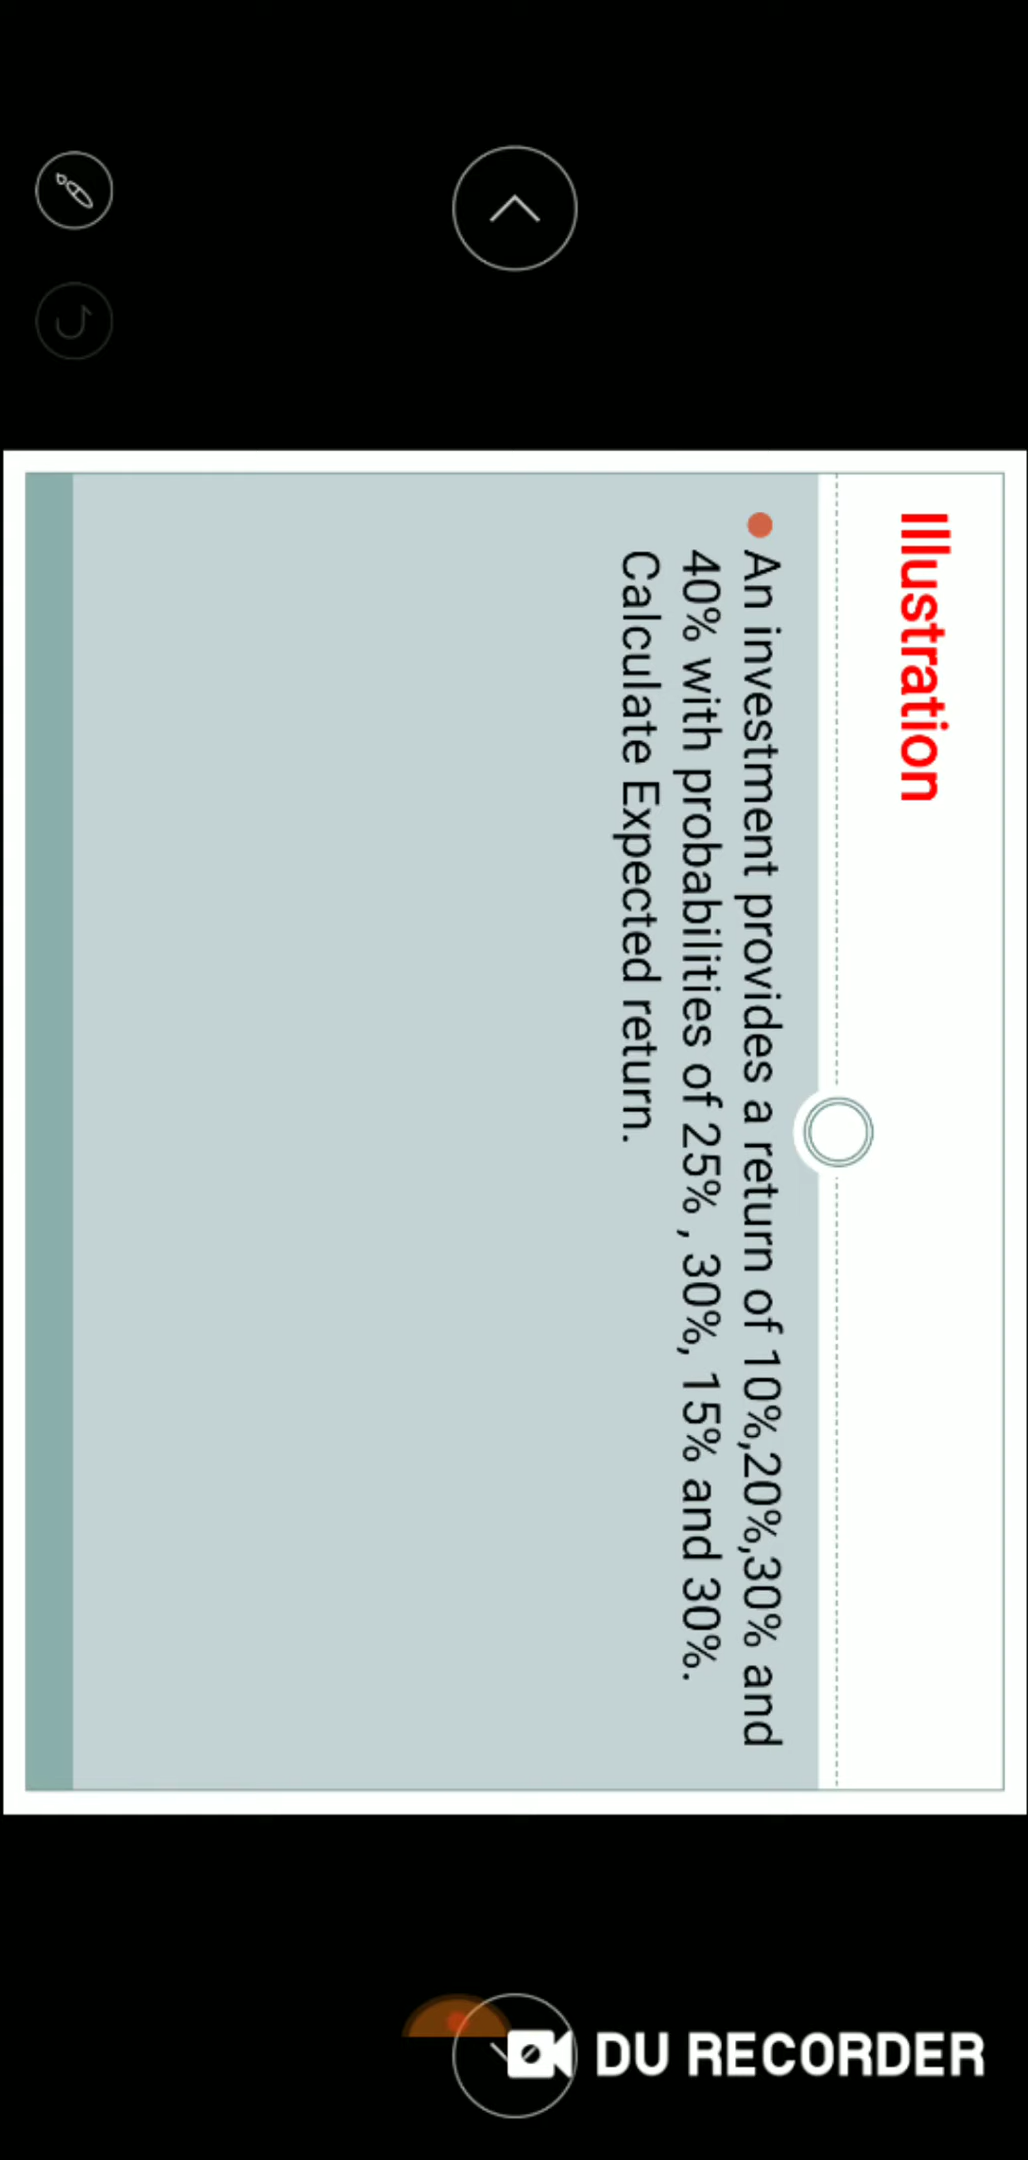 Illustration
An investment provides a return of 10%,20%,30% and
40% with probabilities of 25% , 30%, 15% and 30%.
Calculate Expected return.
DU RECORDER